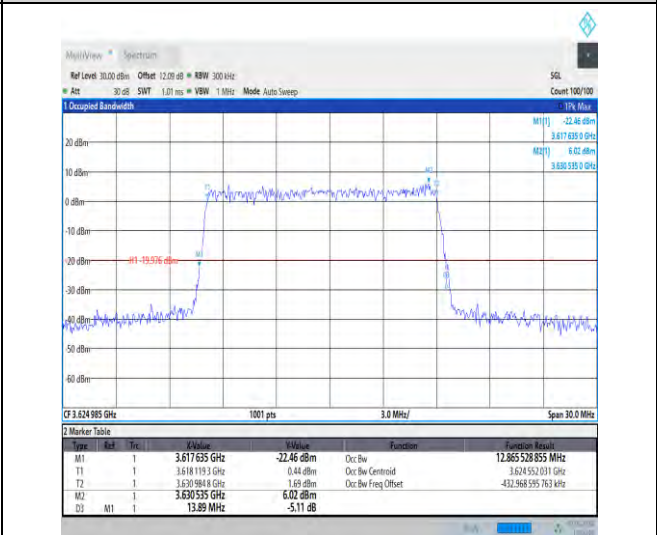 MultiView Spectrum
Ref Level 30.00 dBm Offset 12.09 dB RBW 300 kHz SGL
Att 30 dB SWT 1.01 ms VBW 1 MHz Mode Auto Sweep Count 100/100
1 Occupied Bandwidth 1Pk Max
M1[1] -22.46 dBm
3.617 635 0 GHz
M2[1] 6.02 dBm
3.630 535 0 GHz
20 dBm
10 dBm
M2
T1
T2
0 dBm
-10 dBm
M1
-20 dBm
H1 -19.976 dBm
-30 dBm
-40 dBm
-50 dBm
-60 dBm
CF 3.624 985 GHz 1001 pts 3.0 MHz/ Span 30.0 MHz
2 Marker Table
Type Ref Trc X-Value Y-Value Function Function Result
M1 1 3.617 635 GHz -22.46 dBm Occ Bw 12.865 528 855 MHz
T1 1 3.618 119 3 GHz 0.44 dBm Occ Bw Centroid 3.624 552 031 GHz
T2 1 3.630 984 8 GHz 1.69 dBm Occ Bw Freq Offset -432.968 595 763 kHz
M2 1 3.630 535 GHz 6.02 dBm
D3 M1 1 13.89 MHz -5.11 dB